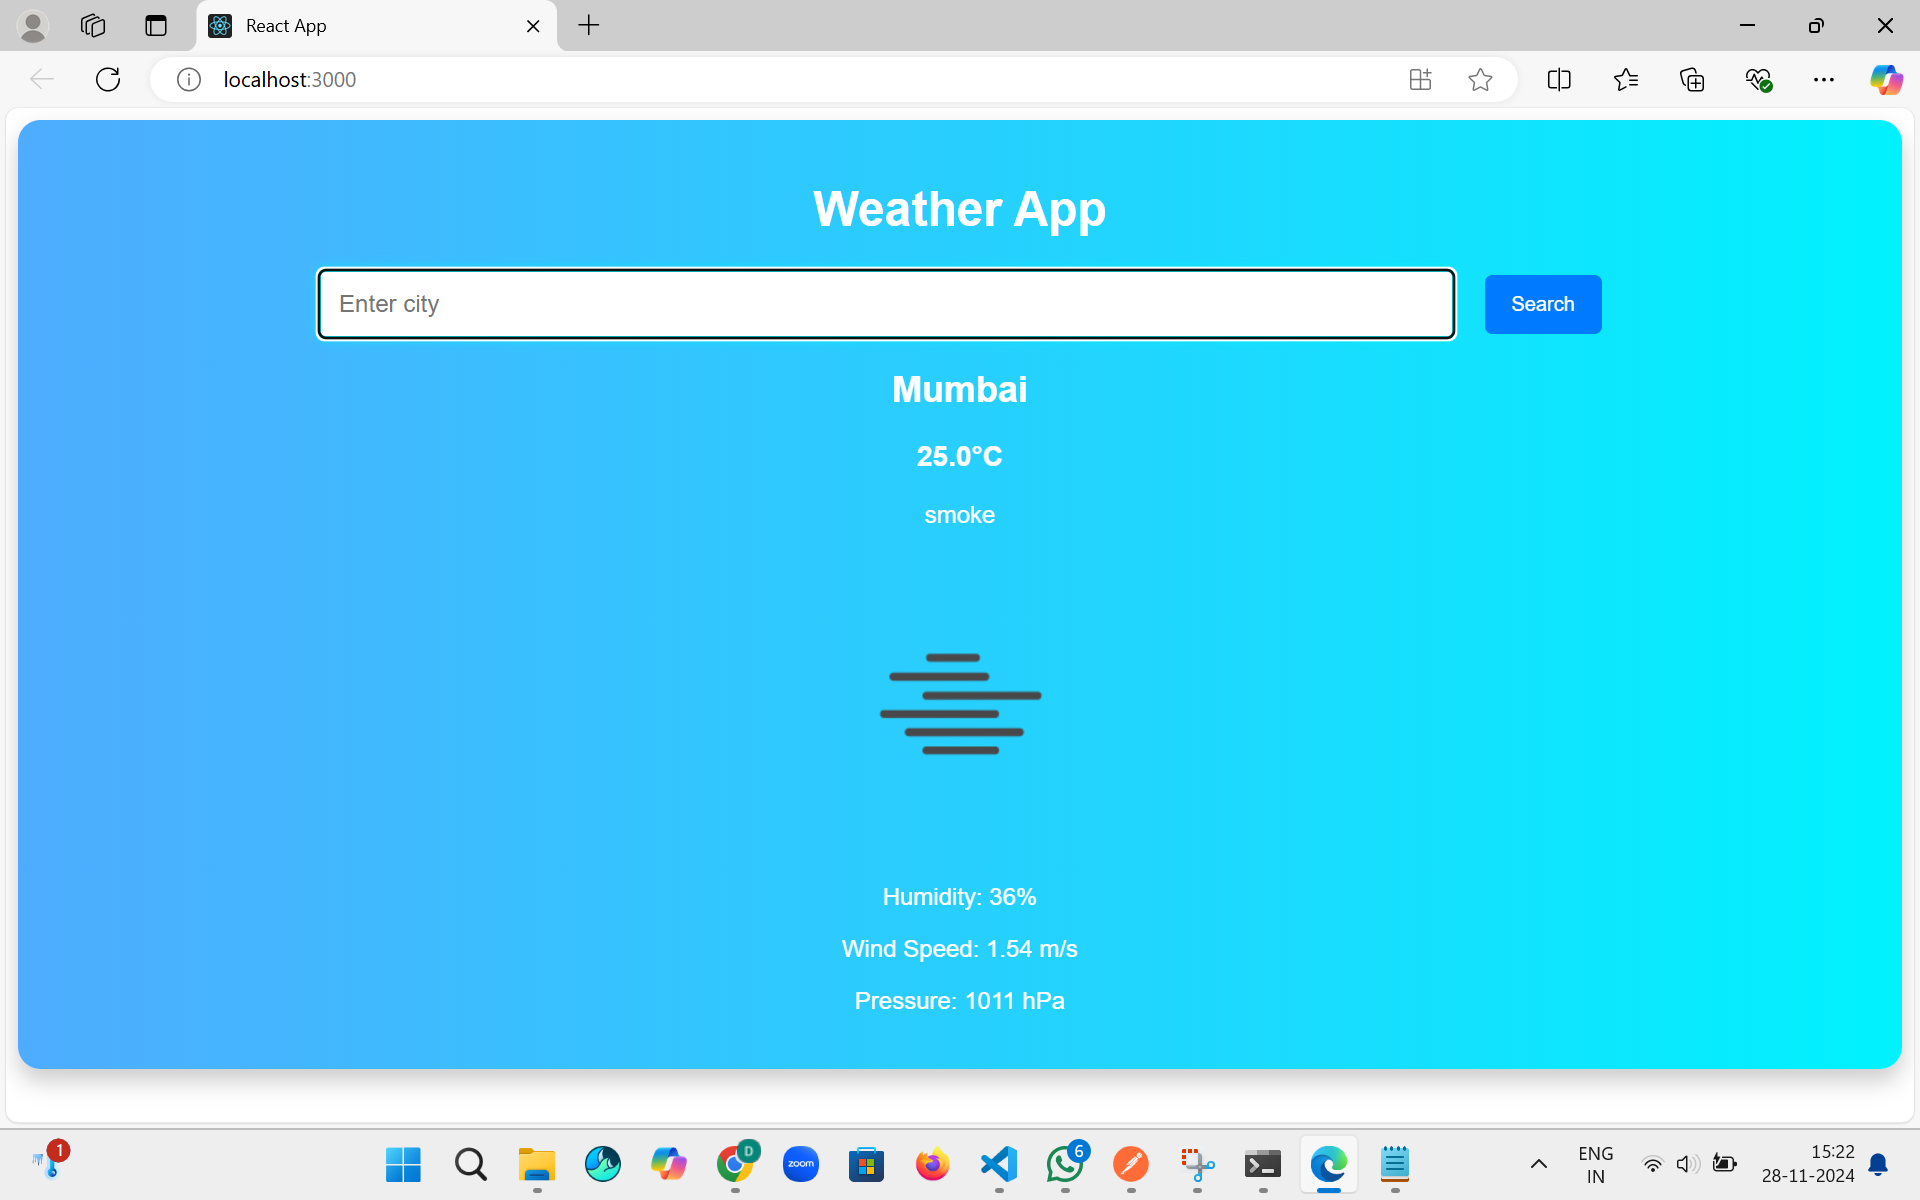 React App
localhost:3000
Weather App
Enter city
Search
Mumbai
25.0°C
smoke
Humidity: 36%
Wind Speed: 1.54 m/s
Pressure: 1011 hPa
1
D
zoom
6
ENG
IN
15:22
28-11-2024